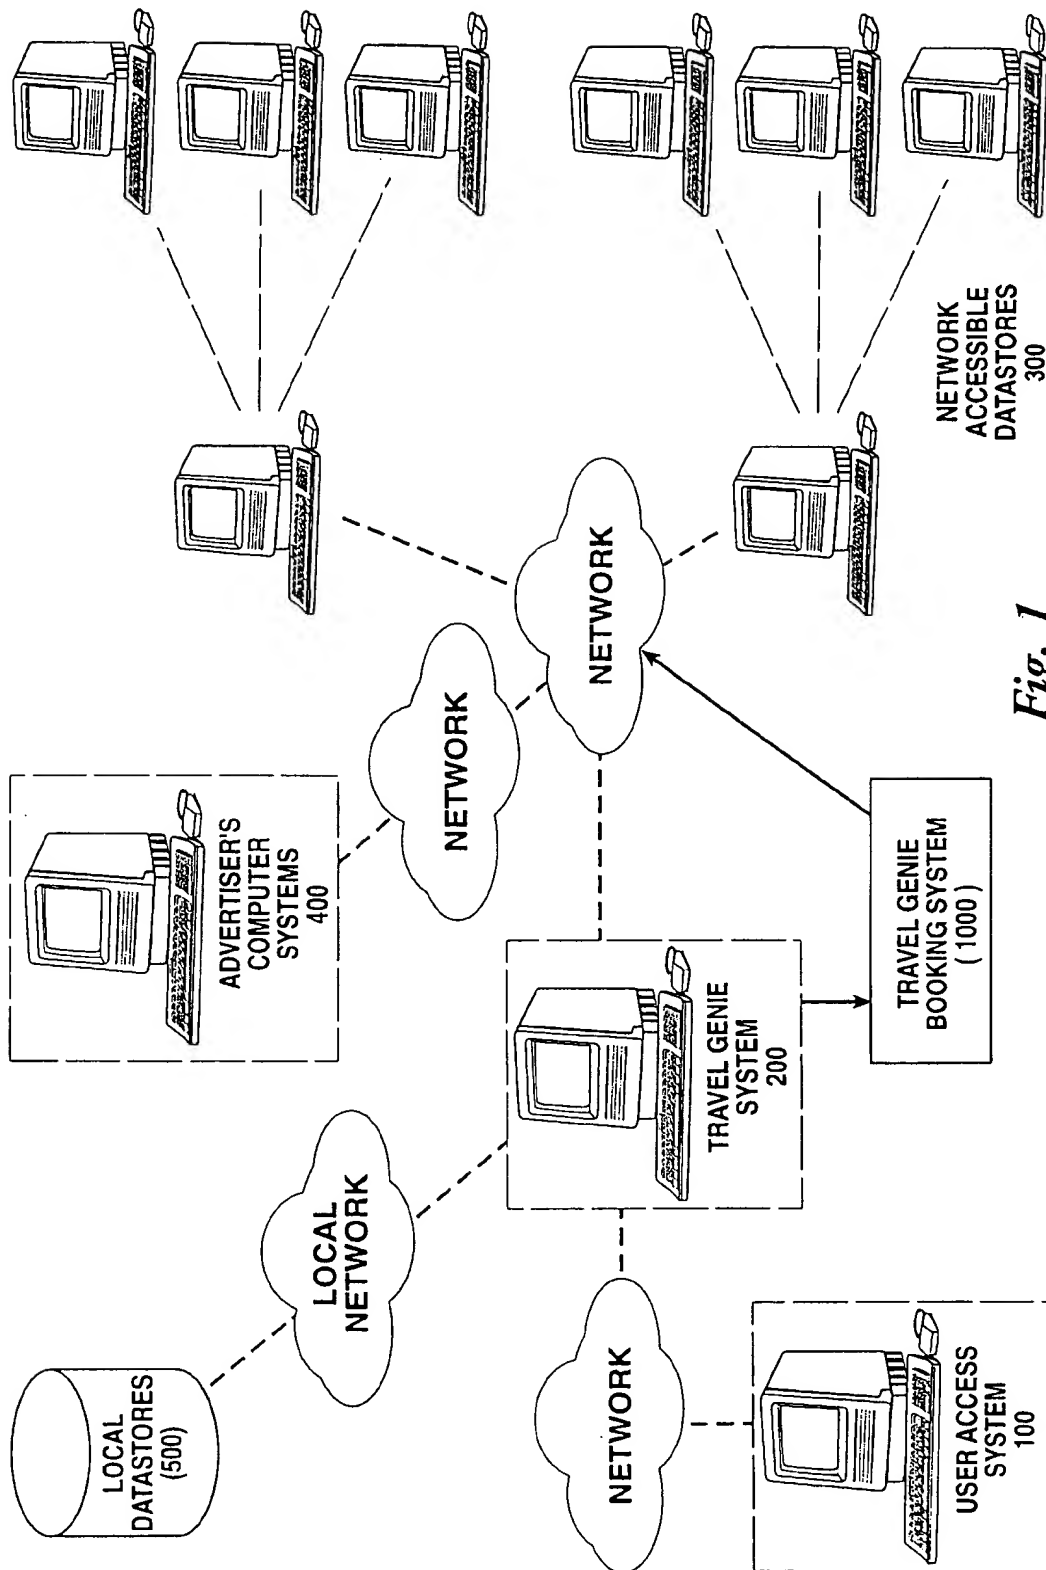 LOCAL
DATASTORES
(500)
LOCAL
NETWORK
ADVERTISER'S
COMPUTER
SYSTEMS
400
NETWORK
NETWORK
NETWORK
USER ACCESS
SYSTEM
100
TRAVEL GENIE
SYSTEM
200
TRAVEL GENIE
BOOKING SYSTEM
(1000)
NETWORK
ACCESSIBLE
DATASTORES
300
Fig. 1